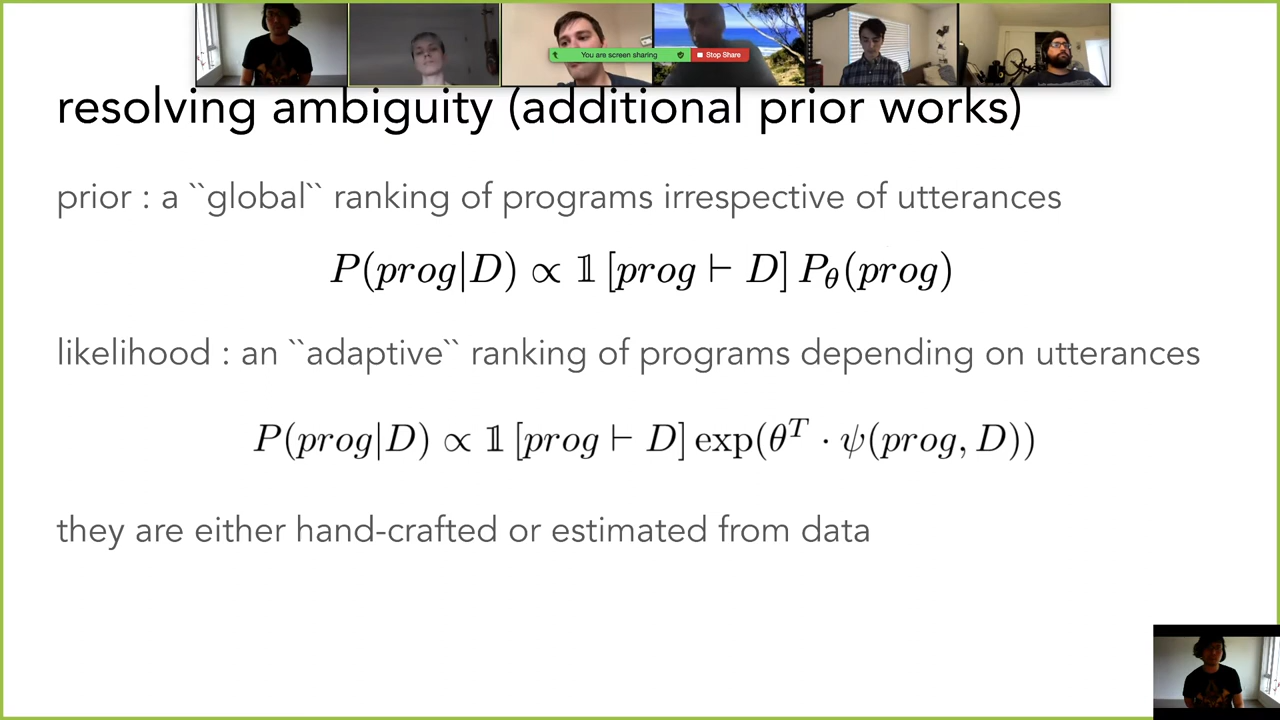 You are screen sharing Stop Share
resolving ambiguity (additional prior works)
prior : a ``global`` ranking of programs irrespective of utterances
P(prog|D) ∝ 𝟙 [prog ⊢ D] P_θ(prog)
likelihood : an ``adaptive`` ranking of programs depending on utterances
P(prog|D) ∝ 𝟙 [prog ⊢ D] exp(θ^T · ψ(prog, D))
they are either hand-crafted or estimated from data